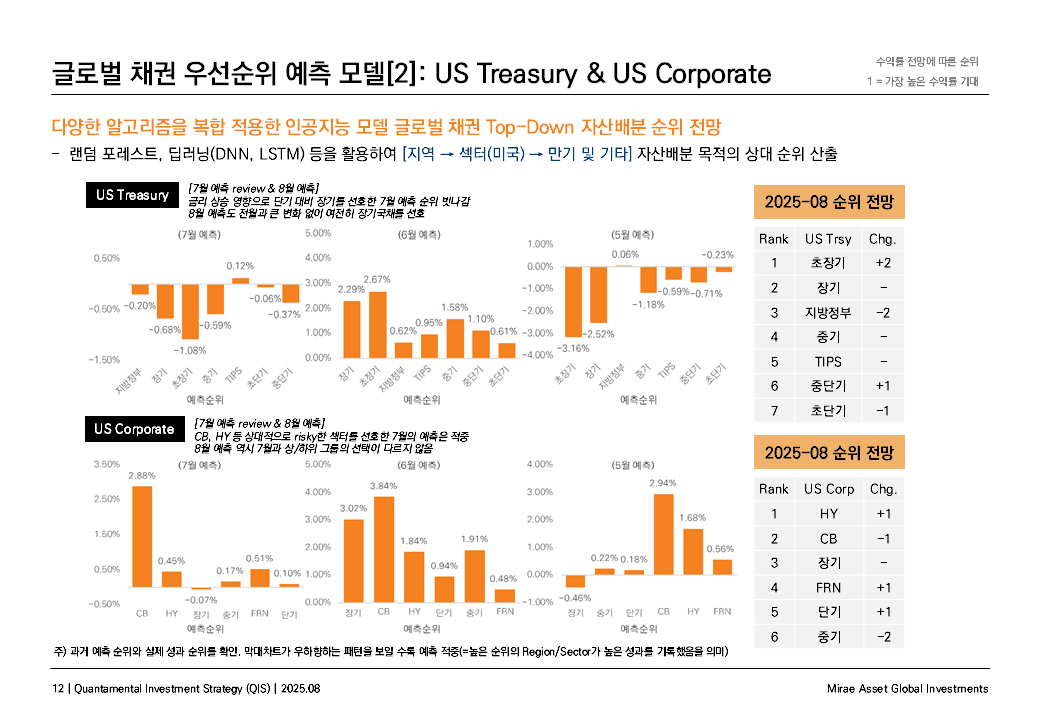 글로벌 채권 우선순위 예측 모델[2]: US Treasury & US Corporate
수익률 전망에 따른 순위
1 = 가장 높은 수익률 기대
다양한 알고리즘을 복합 적용한 인공지능 모델 글로벌 채권 Top-Down 자산배분 순위 전망
– 랜덤 포레스트, 딥러닝(DNN, LSTM) 등을 활용하여 [지역 → 섹터(미국) → 만기 및 기타] 자산배분 목적의 상대 순위 산출
US Treasury
[7월 예측 review & 8월 예측]
금리 상승 영향으로 단기 대비 장기를 선호한 7월 예측 순위 빗나감
8월 예측도 전월과 큰 변화 없이 여전히 장기국채를 선호
(7월 예측)
0.50%
-0.50%
-1.50%
-0.20%
-0.68%
-1.08%
-0.59%
0.12%
-0.06%
-0.37%
지방정부
장기
초장기
중기
TIPS
초단기
중단기
예측순위
(6월 예측)
5.00%
4.00%
3.00%
2.00%
1.00%
0.00%
2.29%
2.67%
0.62%
0.95%
1.58%
1.10%
0.61%
장기
초장기
지방정부
TIPS
중기
중단기
초단기
예측순위
(5월 예측)
1.00%
0.00%
-1.00%
-2.00%
-3.00%
-4.00%
-3.16%
-2.52%
0.06%
-1.18%
-0.59%
-0.71%
-0.23%
초장기
장기
지방정부
중기
TIPS
중단기
초단기
예측순위
2025-08 순위 전망
Rank US Trsy Chg.
1 초장기 +2
2 장기 -
3 지방정부 -2
4 중기 -
5 TIPS -
6 중단기 +1
7 초단기 -1
US Corporate
[7월 예측 review & 8월 예측]
CB, HY 등 상대적으로 risky한 섹터를 선호한 7월의 예측은 적중
8월 예측 역시 7월과 상/하위 그룹의 선택이 다르지 않음
(7월 예측)
3.50%
2.50%
1.50%
0.50%
-0.50%
2.88%
0.45%
-0.07%
0.17%
0.51%
0.10%
CB
HY
장기
중기
FRN
단기
예측순위
(6월 예측)
5.00%
4.00%
3.00%
2.00%
1.00%
0.00%
3.02%
3.84%
1.84%
0.94%
1.91%
0.48%
장기
CB
HY
단기
중기
FRN
예측순위
(5월 예측)
4.00%
3.00%
2.00%
1.00%
0.00%
-1.00%
-0.46%
0.22%
0.18%
2.94%
1.68%
0.56%
장기
중기
단기
CB
HY
FRN
예측순위
2025-08 순위 전망
Rank US Corp Chg.
1 HY +1
2 CB -1
3 장기 -
4 FRN +1
5 단기 +1
6 중기 -2
주) 과거 예측 순위와 실제 성과 순위를 확인, 막대차트가 우하향하는 패턴을 보일 수록 예측 적중(=높은 순위의 Region/Sector가 높은 성과를 기록했음을 의미)
12 | Quantamental Investment Strategy (QIS) | 2025.08
Mirae Asset Global Investments